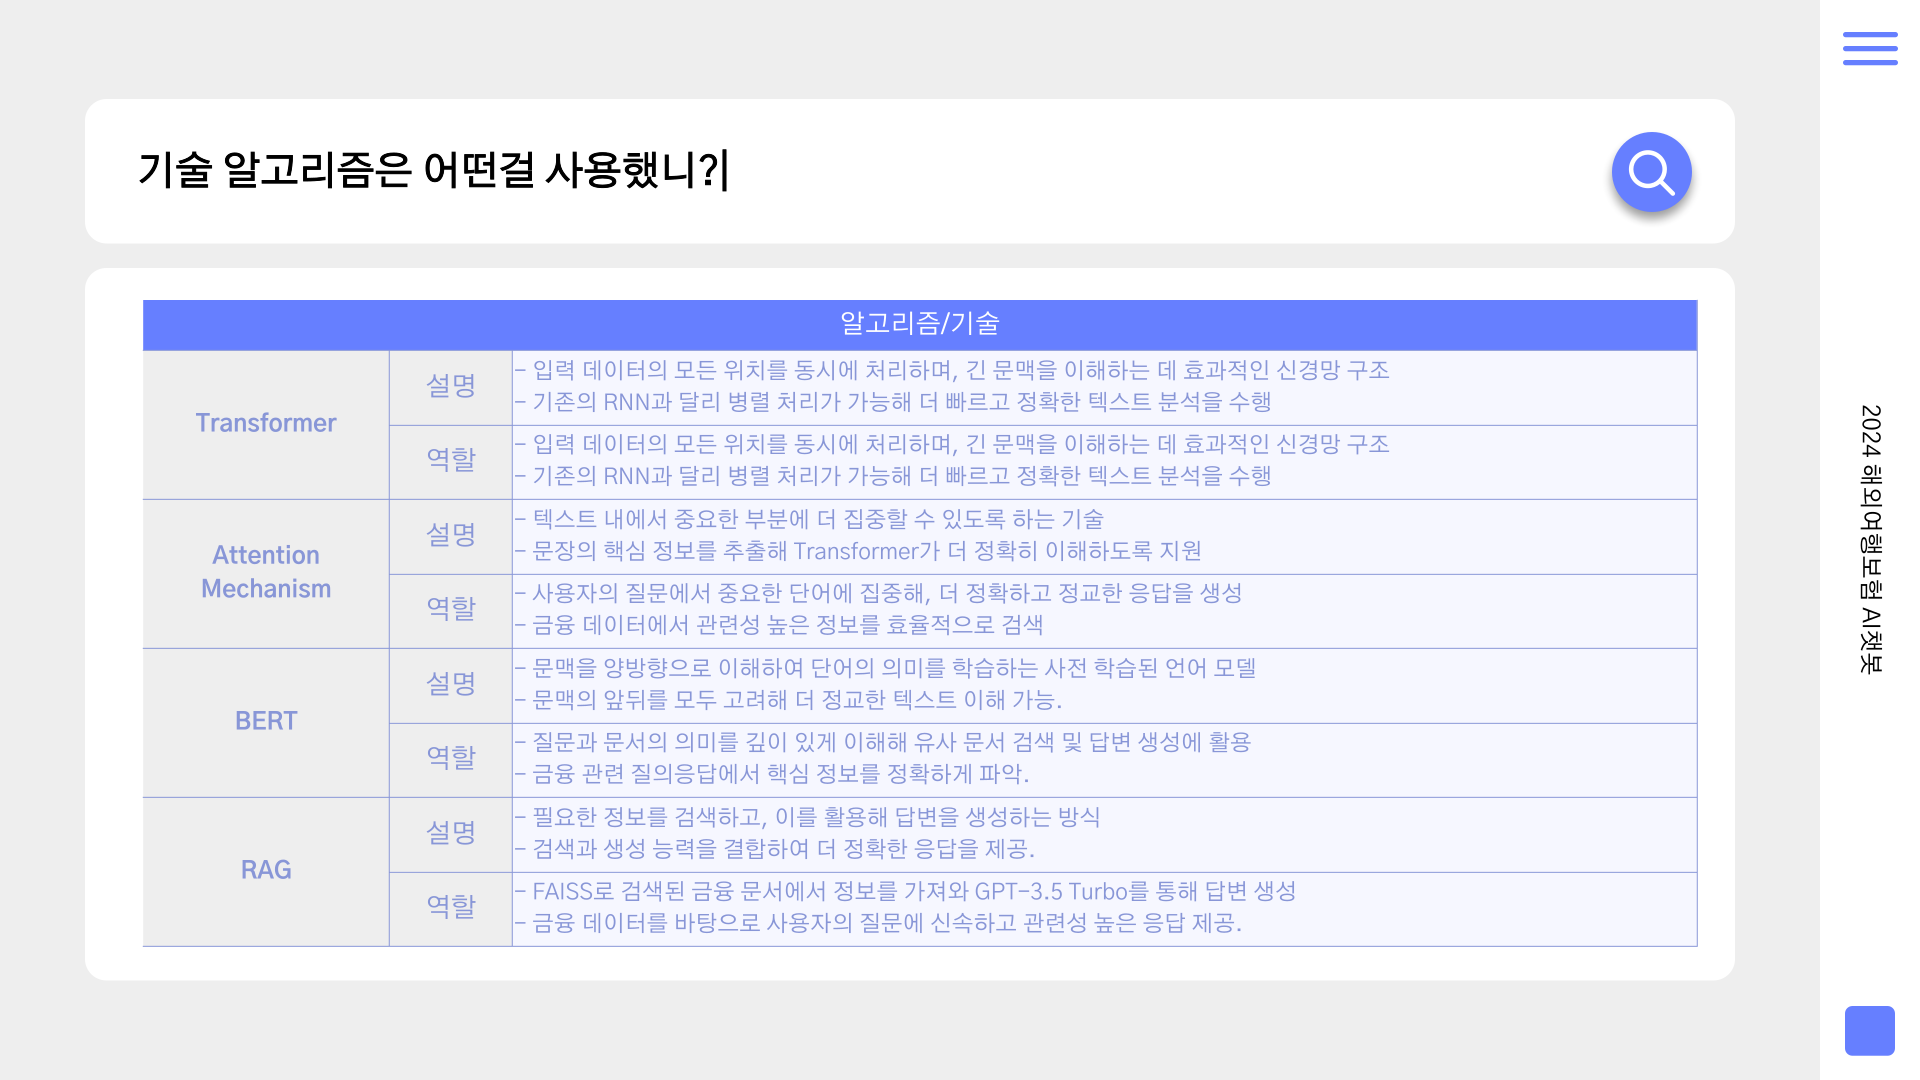 기술 알고리즘은 어떤걸 사용했니?|
알고리즘/기술
Transformer
설명
- 입력 데이터의 모든 위치를 동시에 처리하며, 긴 문맥을 이해하는 데 효과적인 신경망 구조
- 기존의 RNN과 달리 병렬 처리가 가능해 더 빠르고 정확한 텍스트 분석을 수행
역할
- 입력 데이터의 모든 위치를 동시에 처리하며, 긴 문맥을 이해하는 데 효과적인 신경망 구조
- 기존의 RNN과 달리 병렬 처리가 가능해 더 빠르고 정확한 텍스트 분석을 수행
Attention
Mechanism
설명
- 텍스트 내에서 중요한 부분에 더 집중할 수 있도록 하는 기술
- 문장의 핵심 정보를 추출해 Transformer가 더 정확히 이해하도록 지원
역할
- 사용자의 질문에서 중요한 단어에 집중해, 더 정확하고 정교한 응답을 생성
- 금융 데이터에서 관련성 높은 정보를 효율적으로 검색
BERT
설명
- 문맥을 양방향으로 이해하여 단어의 의미를 학습하는 사전 학습된 언어 모델
- 문맥의 앞뒤를 모두 고려해 더 정교한 텍스트 이해 가능.
역할
- 질문과 문서의 의미를 깊이 있게 이해해 유사 문서 검색 및 답변 생성에 활용
- 금융 관련 질의응답에서 핵심 정보를 정확하게 파악.
RAG
설명
- 필요한 정보를 검색하고, 이를 활용해 답변을 생성하는 방식
- 검색과 생성 능력을 결합하여 더 정확한 응답을 제공.
역할
- FAISS로 검색된 금융 문서에서 정보를 가져와 GPT-3.5 Turbo를 통해 답변 생성
- 금융 데이터를 바탕으로 사용자의 질문에 신속하고 관련성 높은 응답 제공.
2024 해외여행보험 AI챗봇